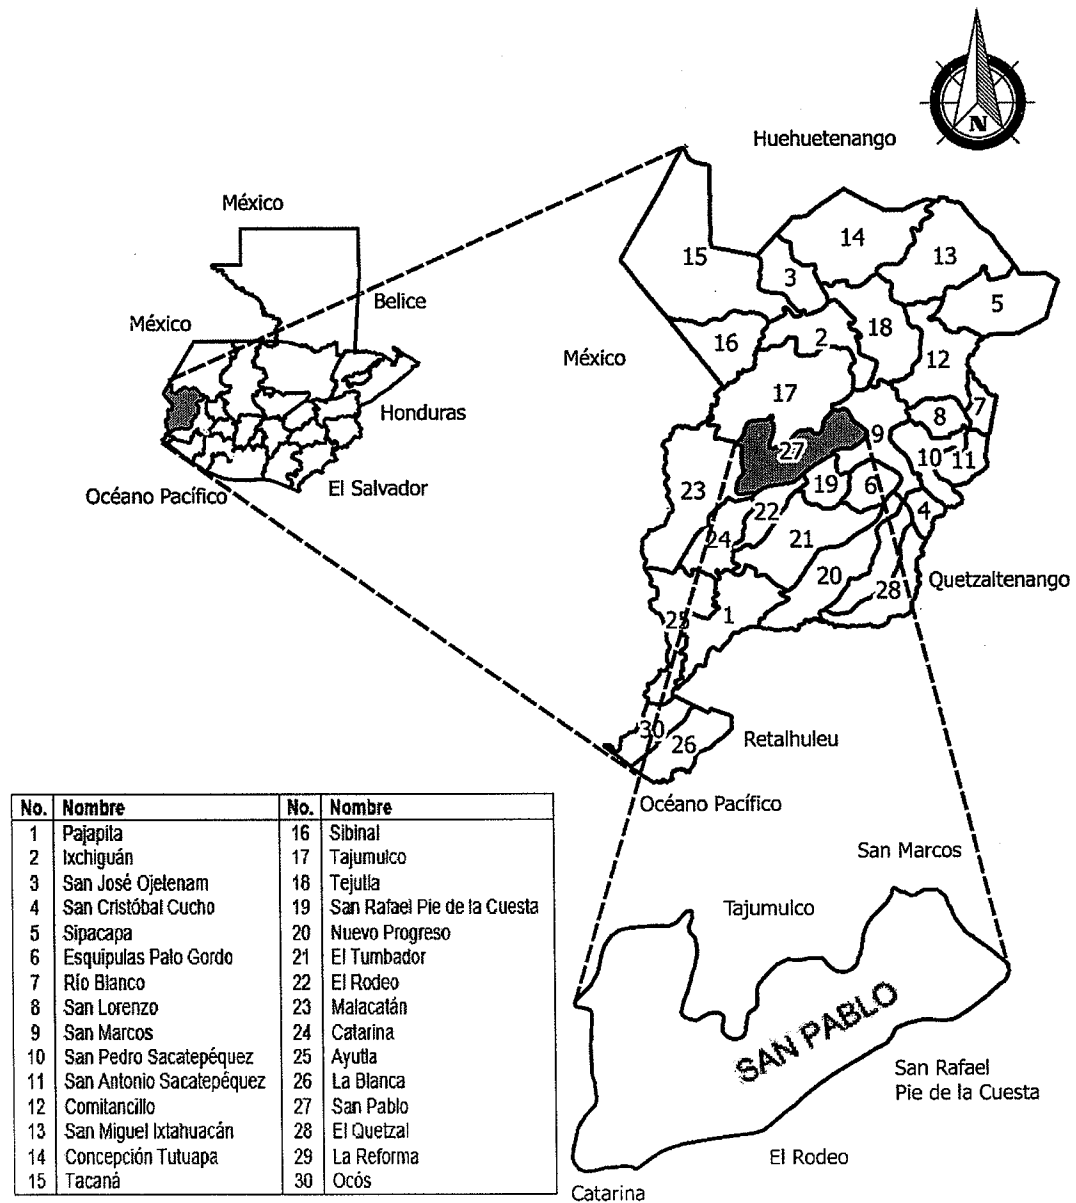 N
Huehuetenango
México
México
Belice
Honduras
El Salvador
Océano Pacífico
México
14
13
15
3
5
18
2
16
12
17
7
8
9
27
10
11
23
19
6
22
4
24
21
20
28
25
1
Quetzaltenango
30
26
Retalhuleu
Océano Pacífico
No. Nombre No. Nombre
1 Pajapita 16 Sibinal
2 Ixchiguán 17 Tajumulco
3 San José Ojetenam 18 Tejutla
4 San Cristóbal Cucho 19 San Rafael Pie de la Cuesta
5 Sipacapa 20 Nuevo Progreso
6 Esquipulas Palo Gordo 21 El Tumbador
7 Río Blanco 22 El Rodeo
8 San Lorenzo 23 Malacatán
9 San Marcos 24 Catarina
10 San Pedro Sacatepéquez 25 Ayutla
11 San Antonio Sacatepéquez 26 La Blanca
12 Comitancillo 27 San Pablo
13 San Miguel Ixtahuacán 28 El Quetzal
14 Concepción Tutuapa 29 La Reforma
15 Tacaná 30 Ocós
San Marcos
Tajumulco
SAN PABLO
San Rafael
Pie de la Cuesta
El Rodeo
Catarina